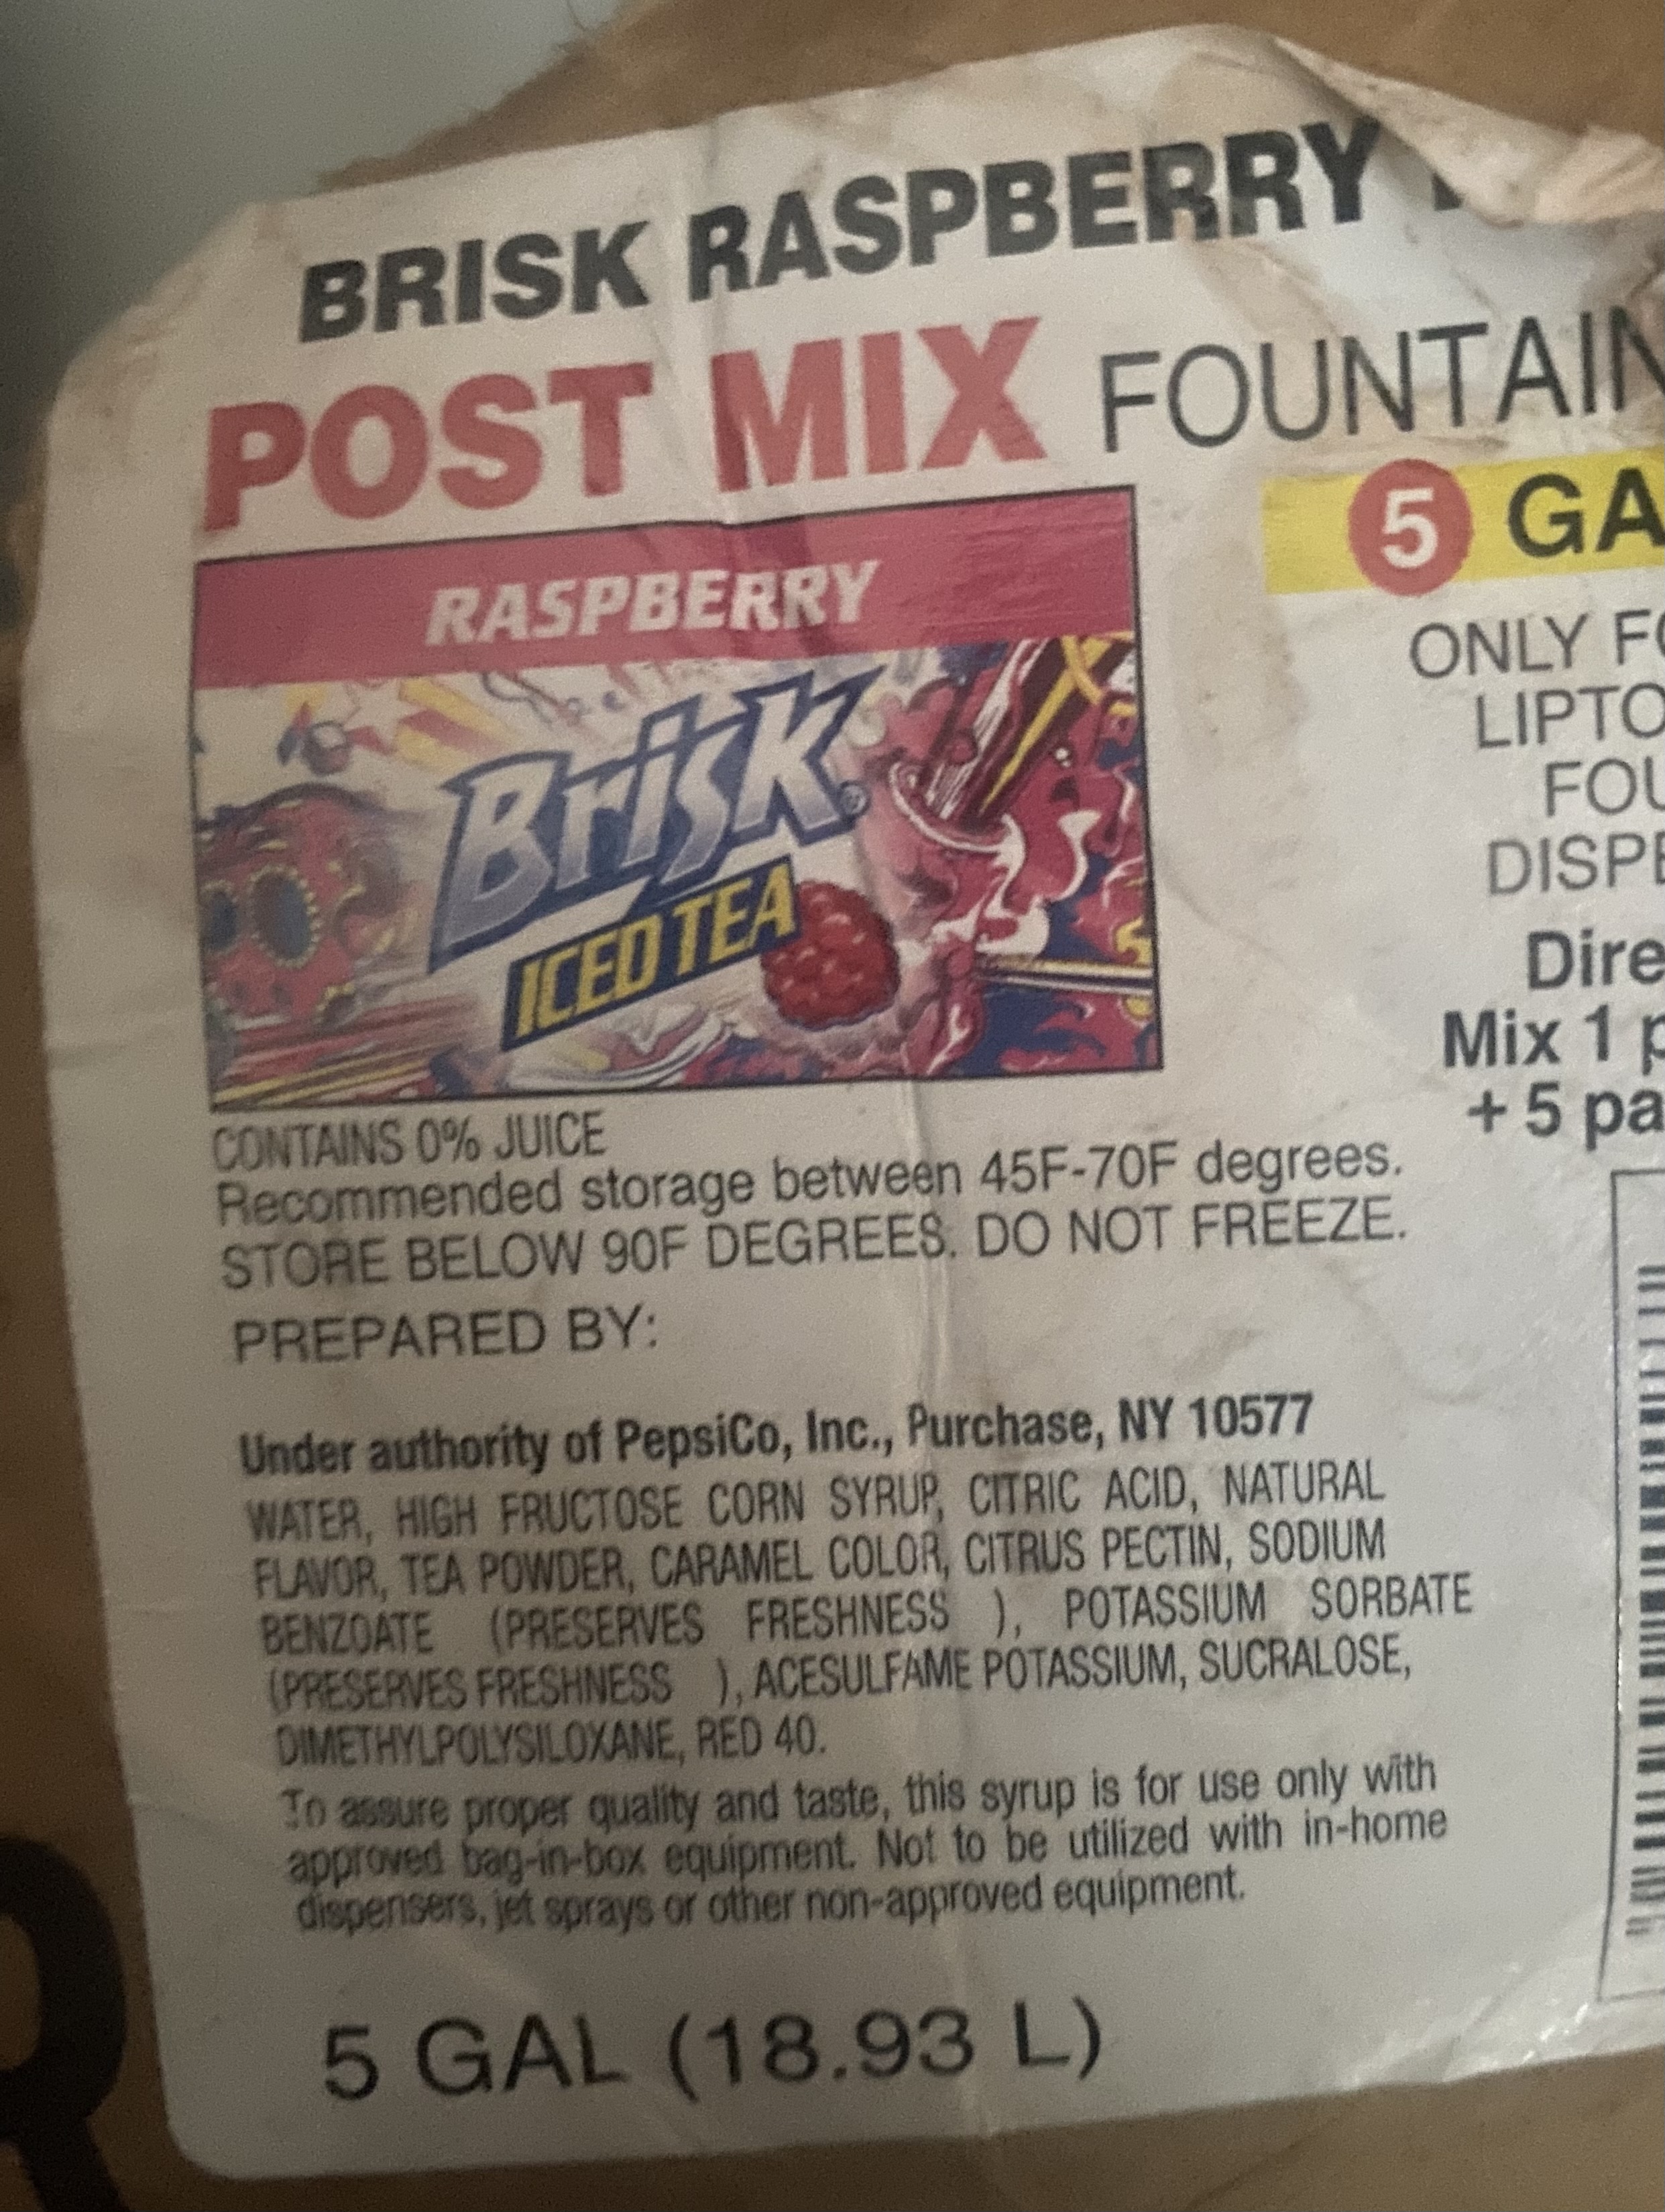 BRISK RASPBERRY
POST MIX FOUNTAIN
5 GA
RASPBERRY
Brisk®
ICED TEA
ONLY FO
LIPTO
FOU
DISPE
Dire
Mix 1 p
+ 5 pa
CONTAINS 0% JUICE
Recommended storage between 45F-70F degrees.
STORE BELOW 90F DEGREES. DO NOT FREEZE.
PREPARED BY:
Under authority of PepsiCo, Inc., Purchase, NY 10577
WATER, HIGH FRUCTOSE CORN SYRUP, CITRIC ACID, NATURAL
FLAVOR, TEA POWDER, CARAMEL COLOR, CITRUS PECTIN, SODIUM
BENZOATE (PRESERVES FRESHNESS ), POTASSIUM SORBATE
(PRESERVES FRESHNESS ), ACESULFAME POTASSIUM, SUCRALOSE,
DIMETHYLPOLYSILOXANE, RED 40.
To assure proper quality and taste, this syrup is for use only with
approved bag-in-box equipment. Not to be utilized with in-home
dispensers, jet sprays or other non-approved equipment.
5 GAL (18.93 L)